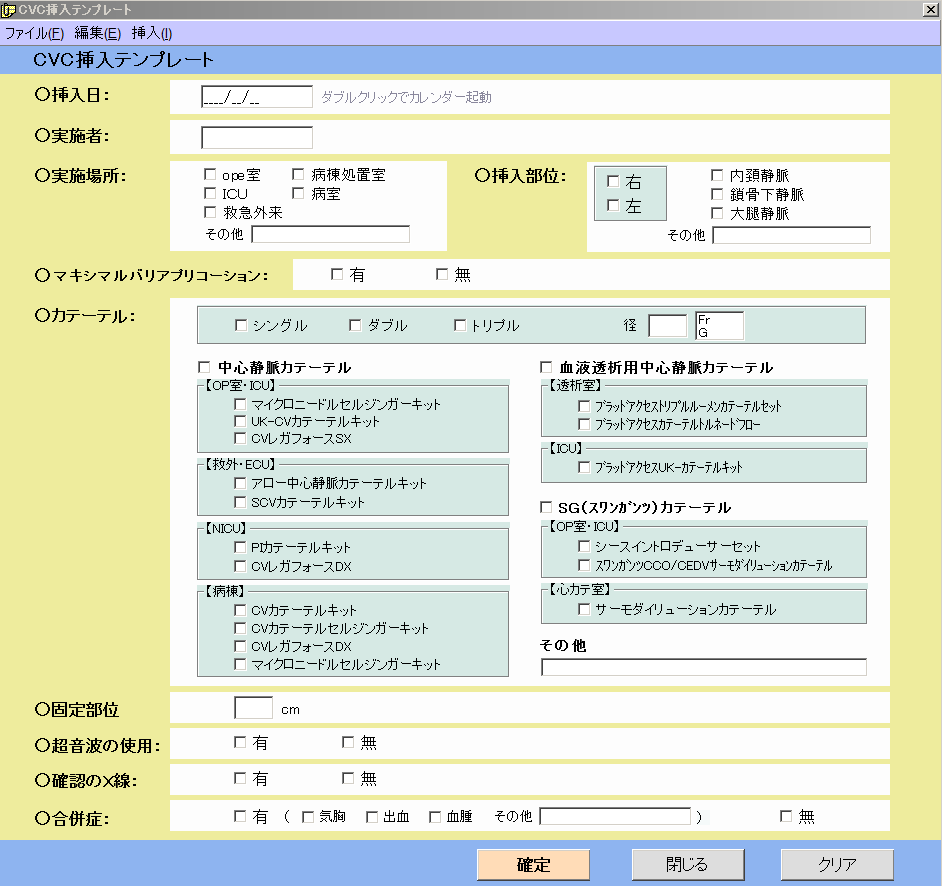 CVC挿入テンプレート
ファイル(F) 編集(E) 挿入(I)
CVC挿入テンプレート
○挿入日: ____/__/__ ダブルクリックでカレンダー起動
○実施者:
○実施場所: ope室 病棟処置室
ICU 病室
救急外来
その他
○挿入部位: 右 内頚静脈
鎖骨下静脈
左 大腿静脈
その他
○マキシマルバリアプリコーション: 有 無
○カテーテル: シングル ダブル トリプル 径 Fr
G
中心静脈カテーテル
【OP室・ICU】
マイクロニードルセルジンガーキット
UK-CVカテーテルキット
CVレガフォースSX
【救外・ECU】
アロー中心静脈カテーテルキット
SCVカテーテルキット
【NICU】
PIカテーテルキット
CVレガフォースDX
【病棟】
CVカテーテルキット
CVカテーテルセルジンガーキット
CVレガフォースDX
マイクロニードルセルジンガーキット
血液透析用中心静脈カテーテル
【透析室】
ブラッドアクセストリプルルーメンカテーテルセット
ブラッドアクセスカテーテルトルネードフロー
【ICU】
ブラッドアクセスUK-カテーテルキット
SG(スワンガンツ)カテーテル
【OP室・ICU】
シースイントロデューサーセット
スワンガンツCCO/CEDVサーモダイリューションカテーテル
【心カテ室】
サーモダイリューションカテーテル
その他
○固定部位 cm
○超音波の使用: 有 無
○確認のX線: 有 無
○合併症: 有 ( 気胸 出血 血腫 その他 ) 無
確定 閉じる クリア